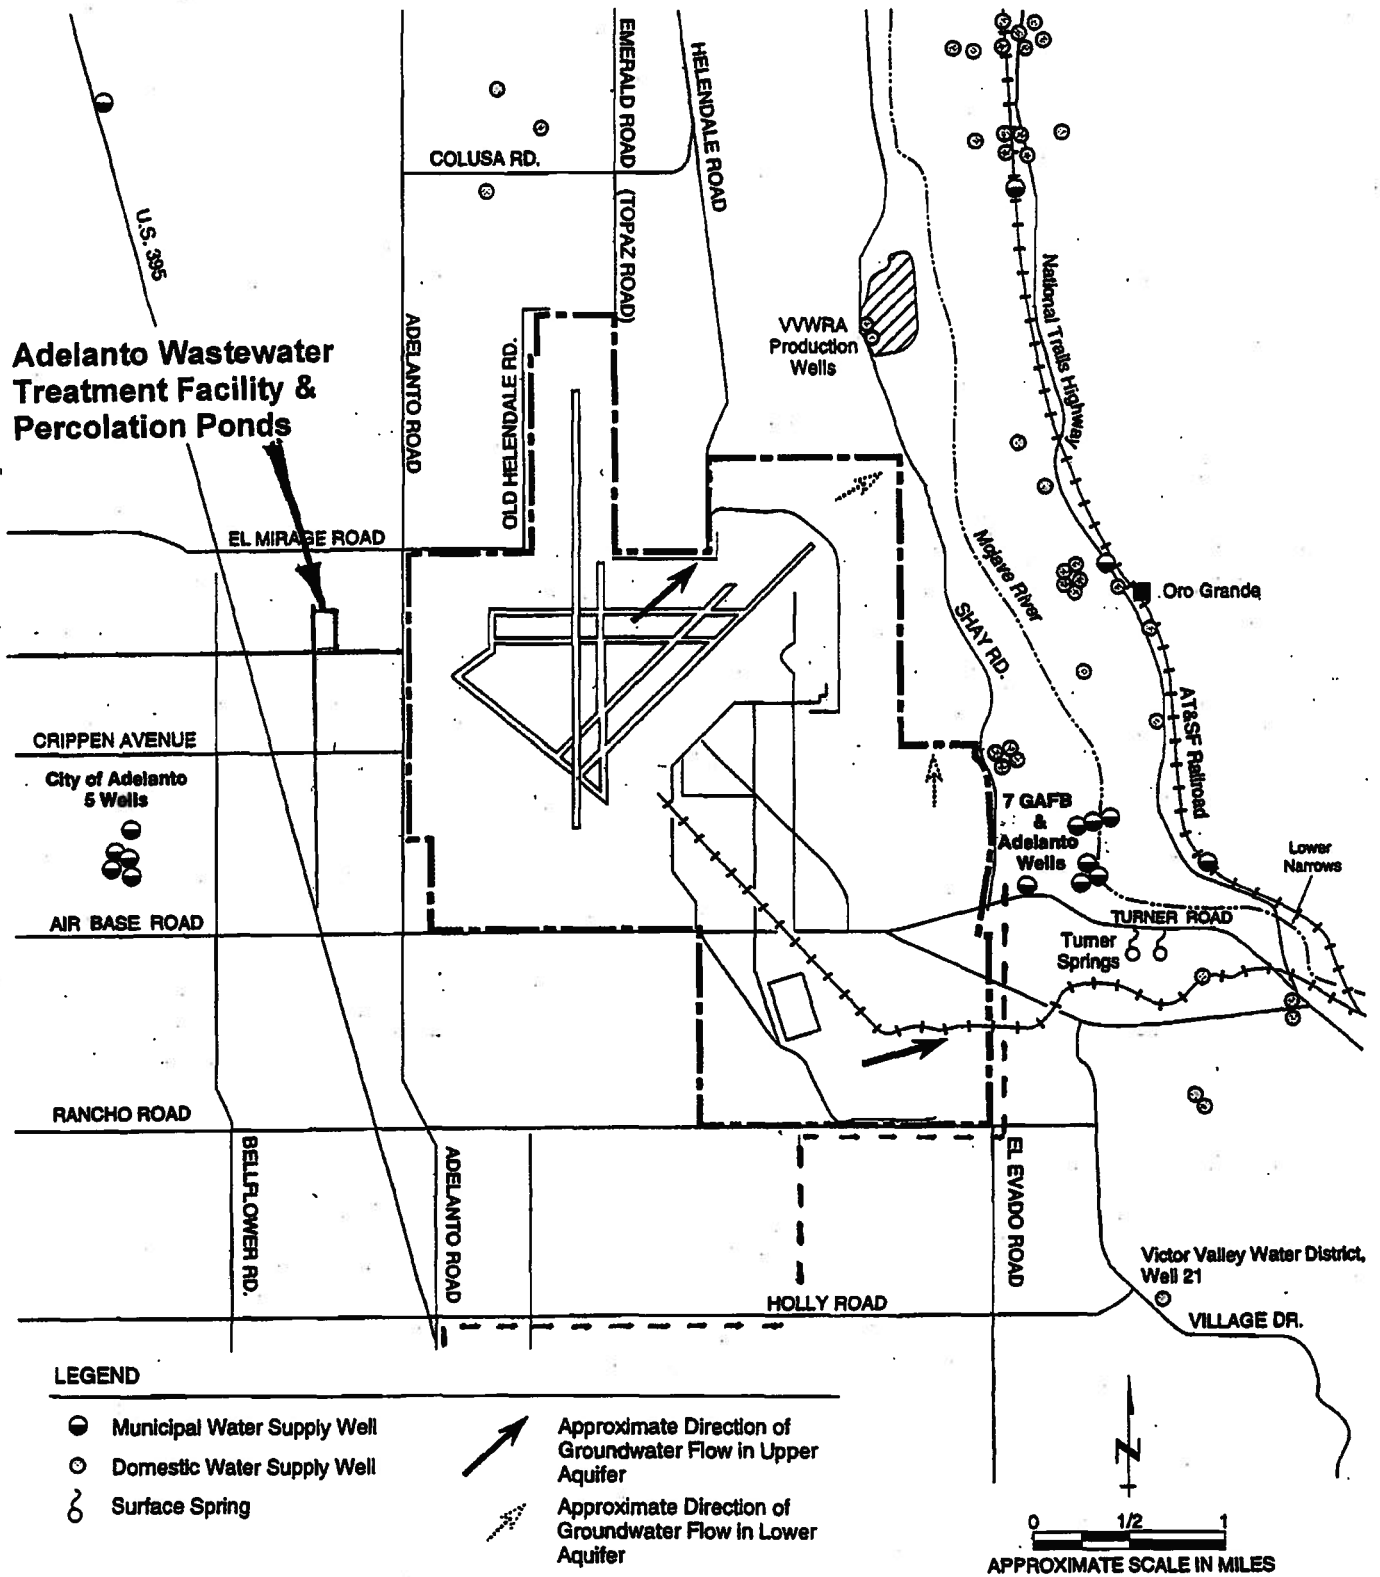 EMERALD ROAD
(TOPAZ ROAD)
HELENDALE ROAD
COLUSA RD.
U.S. 395
National Trails Highway
VVWRA
Production
Wells
ADELANTO ROAD
OLD HELENDALE RD.
Adelanto Wastewater
Treatment Facility &
Percolation Ponds
EL MIRAGE ROAD
Mojave River
Oro Grande
SHAY RD.
AT&SF Railroad
CRIPPEN AVENUE
City of Adelanto
5 Wells
7 GAFB
&
Adelanto
Wells
Lower
Narrows
AIR BASE ROAD
TURNER ROAD
Turner
Springs
RANCHO ROAD
BELLFLOWER RD.
ADELANTO ROAD
EL EVADO ROAD
Victor Valley Water District,
Well 21
HOLLY ROAD
VILLAGE DR.
LEGEND
Municipal Water Supply Well
Domestic Water Supply Well
Surface Spring
Approximate Direction of
Groundwater Flow in Upper
Aquifer
Approximate Direction of
Groundwater Flow in Lower
Aquifer
N
0 1/2 1
APPROXIMATE SCALE IN MILES